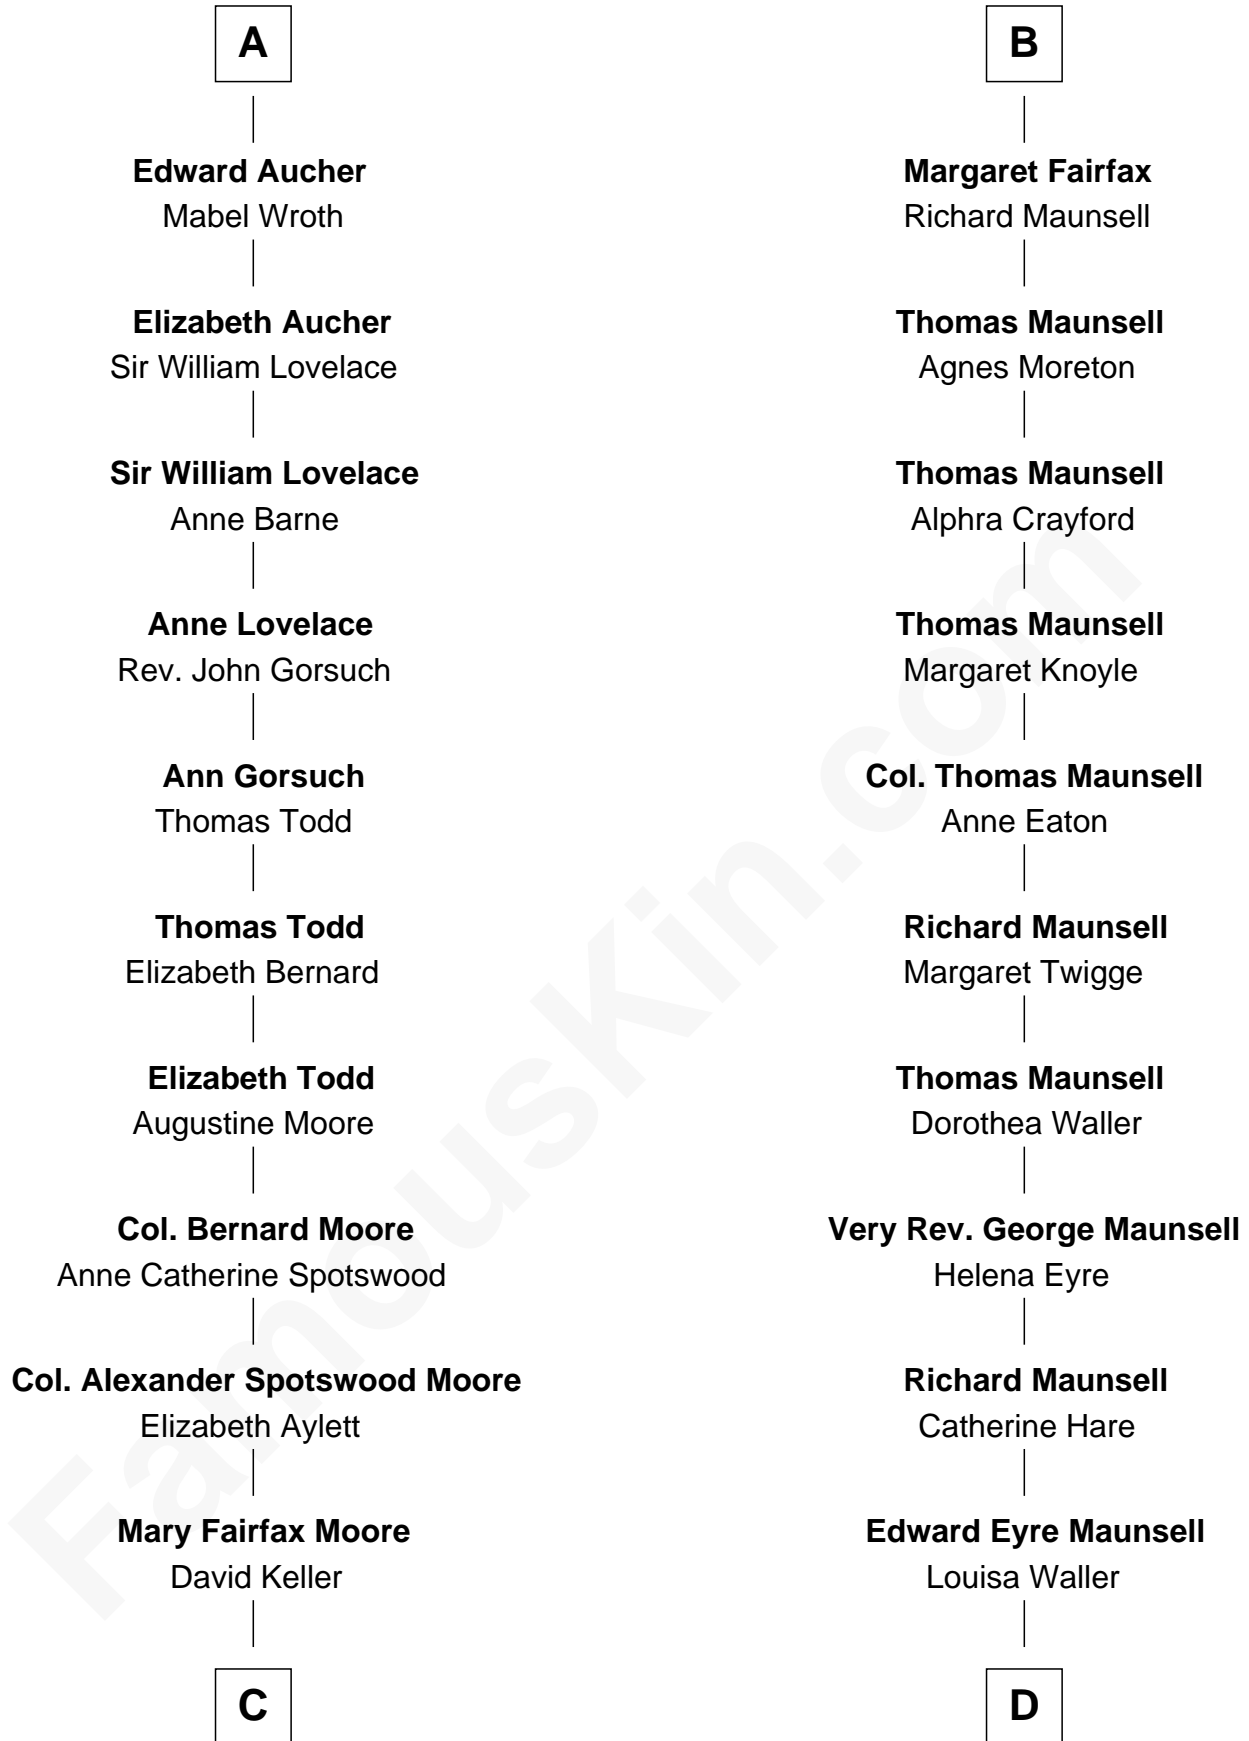 A
Edward Aucher
Mabel Wroth
Elizabeth Aucher
Sir William Lovelace
Sir William Lovelace
Anne Barne
Anne Lovelace
Rev. John Gorsuch
Ann Gorsuch
Thomas Todd
Thomas Todd
Elizabeth Bernard
Elizabeth Todd
Augustine Moore
Col. Bernard Moore
Anne Catherine Spotswood
Col. Alexander Spotswood Moore
Elizabeth Aylett
Mary Fairfax Moore
David Keller
C
B
Margaret Fairfax
Richard Maunsell
Thomas Maunsell
Agnes Moreton
Thomas Maunsell
Alphra Crayford
Thomas Maunsell
Margaret Knoyle
Col. Thomas Maunsell
Anne Eaton
Richard Maunsell
Margaret Twigge
Thomas Maunsell
Dorothea Waller
Very Rev. George Maunsell
Helena Eyre
Richard Maunsell
Catherine Hare
Edward Eyre Maunsell
Louisa Waller
D
FamousKin.com